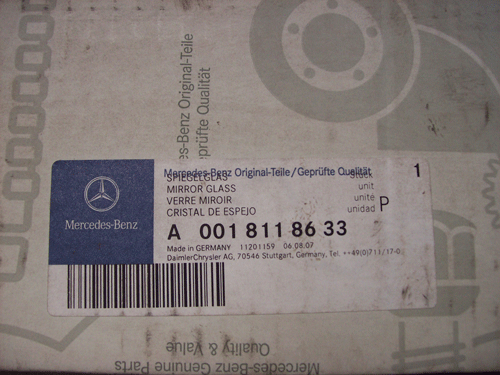 Mercedes-Benz Original-Teile
Geprüfte Qualität
Mercedes-Benz Original-Teile/Geprüfte Qualität
SPIEGELGLAS Stück 1
MIRROR GLASS unit
VERRE MIROIR unite
CRISTAL DE ESPEJO unidad P
Mercedes-Benz
A 001 811 86 33
Made in GERMANY 11201159 06.08.07
DaimlerChrysler AG, 70546 Stuttgart, Germany, Tel. ++49(0)711/17-0
Mercedes-Benz Genuine Parts
Quality & Value